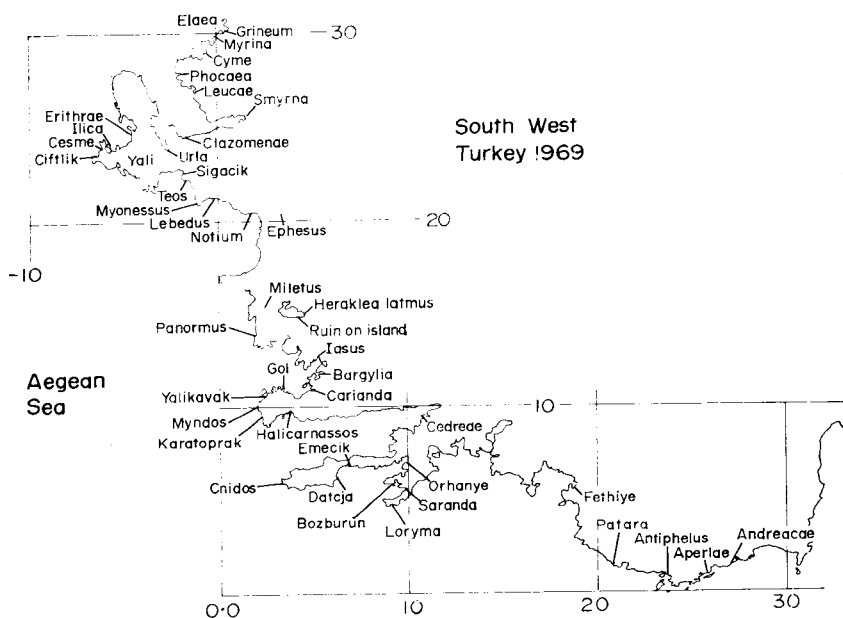 Elaea
Grineum
30
Myrina
Cyme
Phocaea
Leucae
Smyrna
Erithrae
Ilica
Cesme
Ciftlik
Yali
Urla
Clazomenae
Sigacik
South West
Turkey 1969
Teos
Myonessus
Lebedus
Notium
Ephesus
20
-10
Miletus
Heraklea latmus
Panormus
Ruin on island
Iasus
Gol
Bargylia
Aegean
Sea
Yalikavak
Carianda
Myndos
10
Karatoprak
Halicarnassos
Cedreae
Emecik
Cnidos
Datcja
Orhanye
Saranda
Bozburun
Loryma
Fethiye
Patara
Antiphelus
Aperlae
Andreacae
0·0
10
20
30